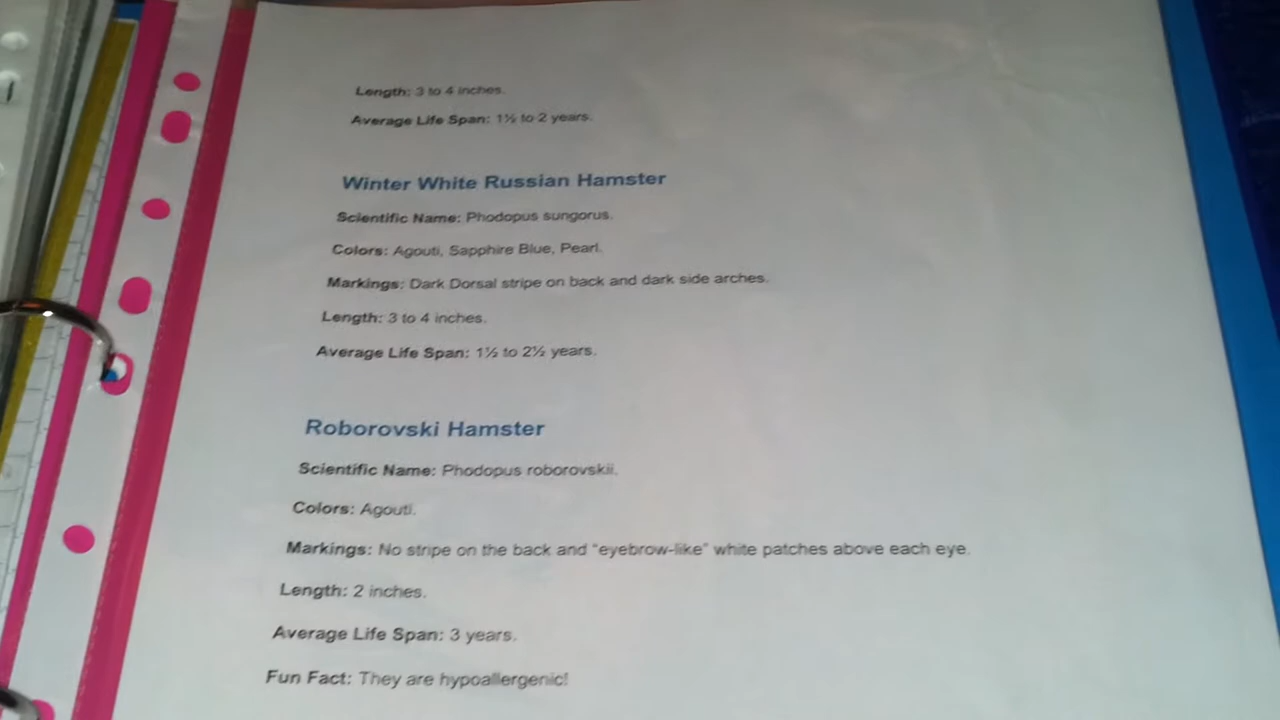 Length: 3 to 4 inches.
Average Life Span: 1½ to 2 years.
Winter White Russian Hamster
Scientific Name: Phodopus sungorus.
Colors: Agouti, Sapphire Blue, Pearl.
Markings: Dark Dorsal stripe on back and dark side arches.
Length: 3 to 4 inches.
Average Life Span: 1½ to 2½ years.
Roborovski Hamster
Scientific Name: Phodopus roborovskii.
Colors: Agouti.
Markings: No stripe on the back and “eyebrow-like” white patches above each eye.
Length: 2 inches.
Average Life Span: 3 years.
Fun Fact: They are hypoallergenic!